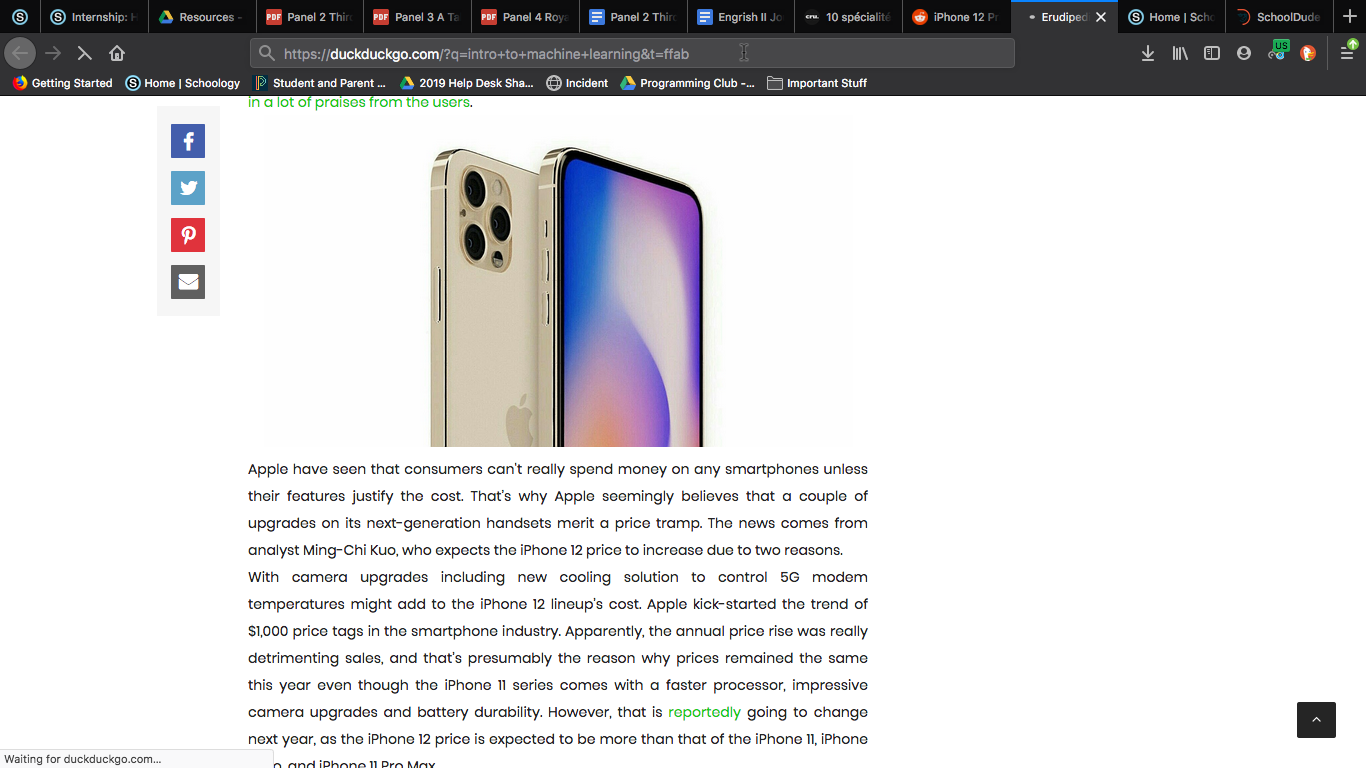 Internship: H
Resources -
Panel 2 Thir
Panel 3 A Ta
Panel 4 Roya
Panel 2 Thir
Engrish II Jo
10 spécialité
iPhone 12 Pr
Erudiped
Home | Scho
SchoolDude
https://duckduckgo.com/?q=intro+to+machine+learning&t=ffab
US
Getting Started
Home | Schoology
Student and Parent ...
2019 Help Desk Sha...
Incident
Programming Club -...
Important Stuff
in a lot of praises from the users.
Apple have seen that consumers can't really spend money on any smartphones unless
their features justify the cost. That's why Apple seemingly believes that a couple of
upgrades on its next-generation handsets merit a price tramp. The news comes from
analyst Ming-Chi Kuo, who expects the iPhone 12 price to increase due to two reasons.
With camera upgrades including new cooling solution to control 5G modem
temperatures might add to the iPhone 12 lineup's cost. Apple kick-started the trend of
$1,000 price tags in the smartphone industry. Apparently, the annual price rise was really
detrimenting sales, and that's presumably the reason why prices remained the same
this year even though the iPhone 11 series comes with a faster processor, impressive
camera upgrades and battery durability. However, that is reportedly going to change
next year, as the iPhone 12 price is expected to be more than that of the iPhone 11, iPhone
and iPhone 11 Pro Max.
Waiting for duckduckgo.com...